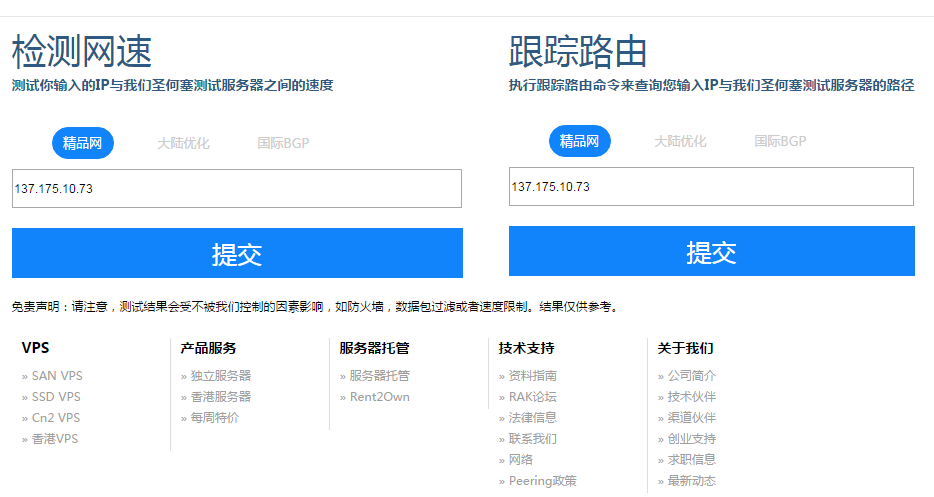 检测网速
测试你输入的IP与我们圣何塞测试服务器之间的速度
精品网
大陆优化
国际BGP
137.175.10.73
提交
跟踪路由
执行跟踪路由命令来查询您输入IP与我们圣何塞测试服务器的路径
精品网
大陆优化
国际BGP
137.175.10.73
提交
免责声明：请注意，测试结果会受不被我们控制的因素影响，如防火墙，数据包过滤或者速度限制。结果仅供参考。
VPS
» SAN VPS
» SSD VPS
» Cn2 VPS
» 香港VPS
产品服务
» 独立服务器
» 香港服务器
» 每周特价
服务器托管
» 服务器托管
» Rent2Own
技术支持
» 资料指南
» RAK论坛
» 法律信息
» 联系我们
» 网络
» Peering政策
关于我们
» 公司简介
» 技术伙伴
» 渠道伙伴
» 创业支持
» 求职信息
» 最新动态